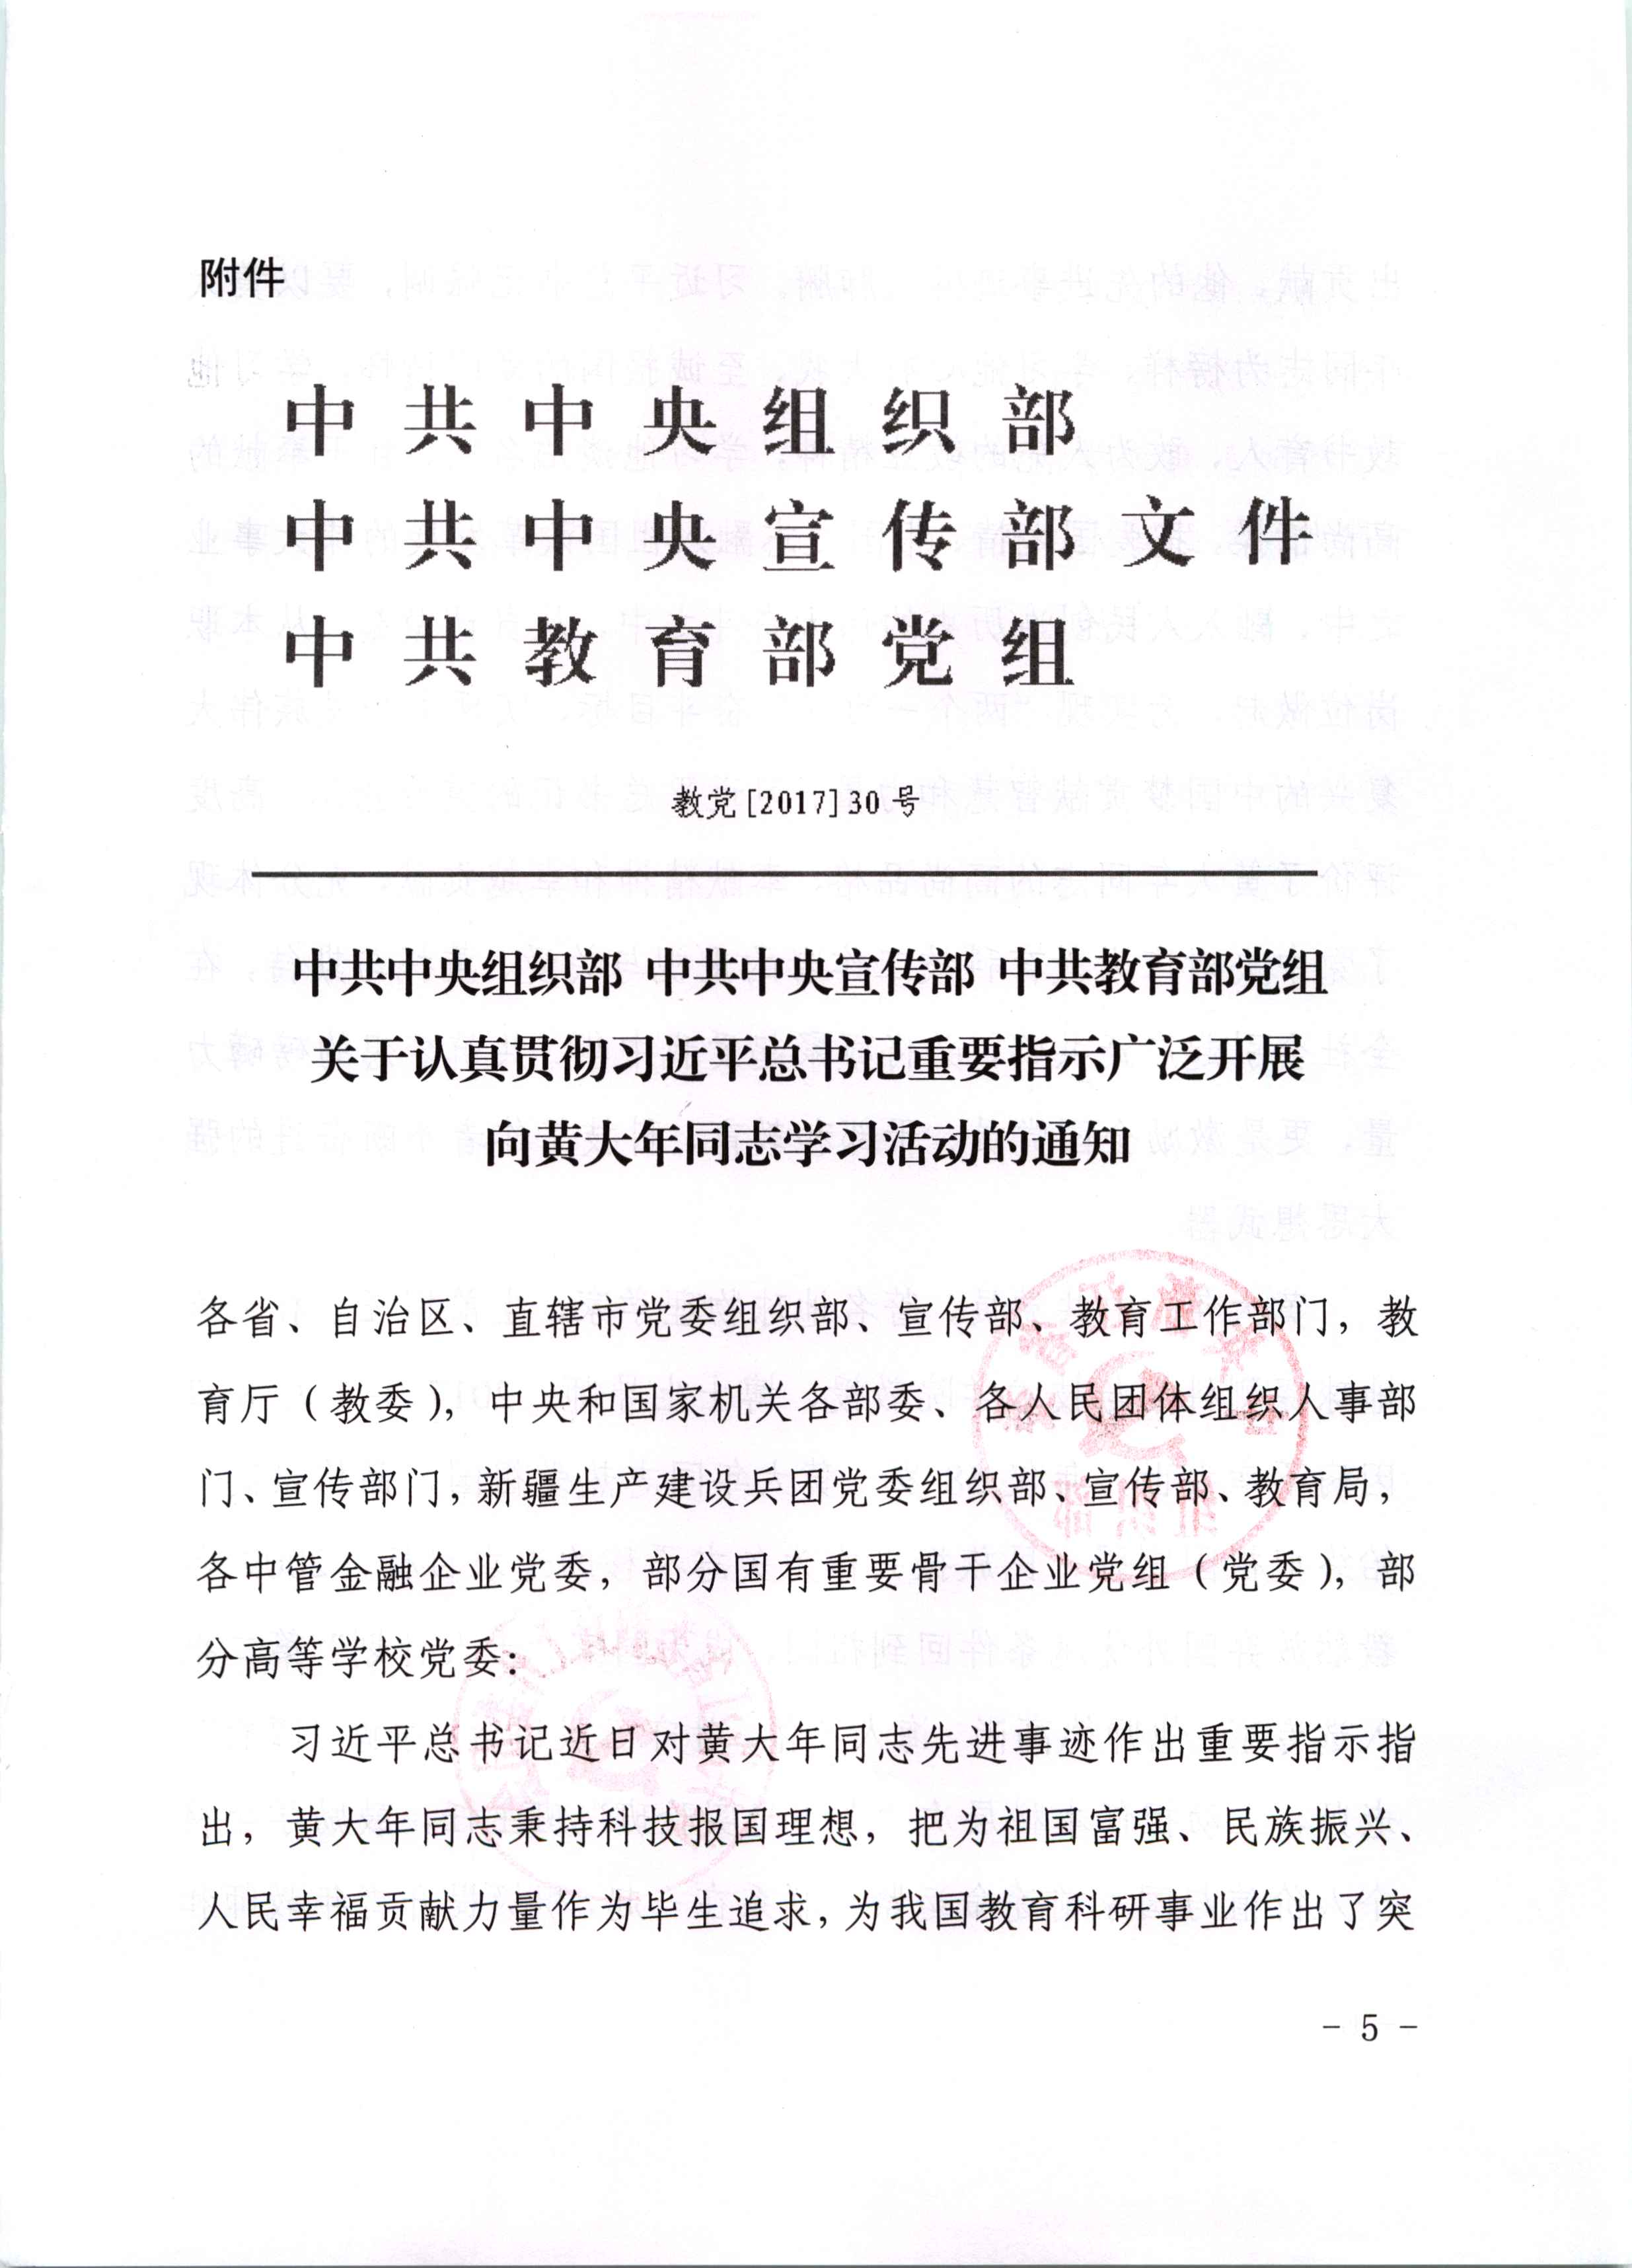 附件
中共中央组织部
中共中央宣传部文件
中共教育部党组
教党[2017]30号
中共中央组织部 中共中央宣传部 中共教育部党组
关于认真贯彻习近平总书记重要指示广泛开展
向黄大年同志学习活动的通知
各省、自治区、直辖市党委组织部、宣传部、教育工作部门，教
育厅（教委），中央和国家机关各部委、各人民团体组织人事部
门、宣传部门，新疆生产建设兵团党委组织部、宣传部、教育局，
各中管金融企业党委，部分国有重要骨干企业党组（党委），部
分高等学校党委：
习近平总书记近日对黄大年同志先进事迹作出重要指示指
出，黄大年同志秉持科技报国理想，把为祖国富强、民族振兴、
人民幸福贡献力量作为毕生追求，为我国教育科研事业作出了突
- 5 -